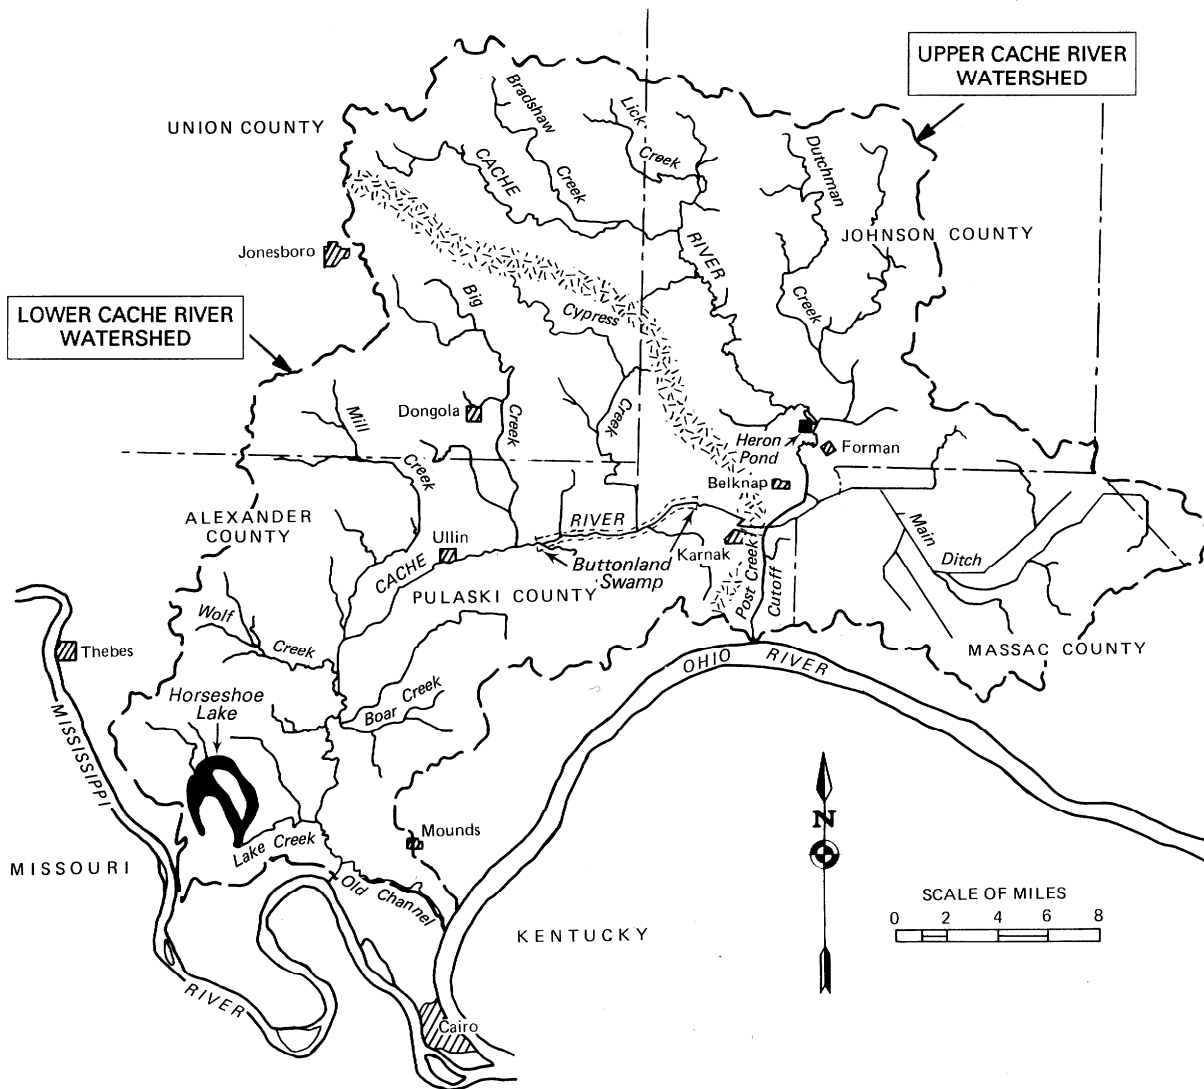 UPPER CACHE RIVER
WATERSHED
UNION COUNTY
Bradshaw
Creek
Lick
Creek
Dutchman
Creek
CACHE
RIVER
JOHNSON COUNTY
Jonesboro
LOWER CACHE RIVER
WATERSHED
Big
Creek
Cypress
Creek
Mill
Creek
Dongola
Heron
Pond
Forman
Belknap
ALEXANDER
COUNTY
Ullin
CACHE
RIVER
Karnak
Buttonland
Swamp
Post Creek
Cutoff
Main
Ditch
PULASKI COUNTY
Wolf
Creek
MASSAC COUNTY
Thebes
OHIO RIVER
Horseshoe
Lake
Boar Creek
MISSISSIPPI
RIVER
Mounds
Lake Creek
MISSOURI
Old Channel
KENTUCKY
N
SCALE OF MILES
0 2 4 6 8
Cairo